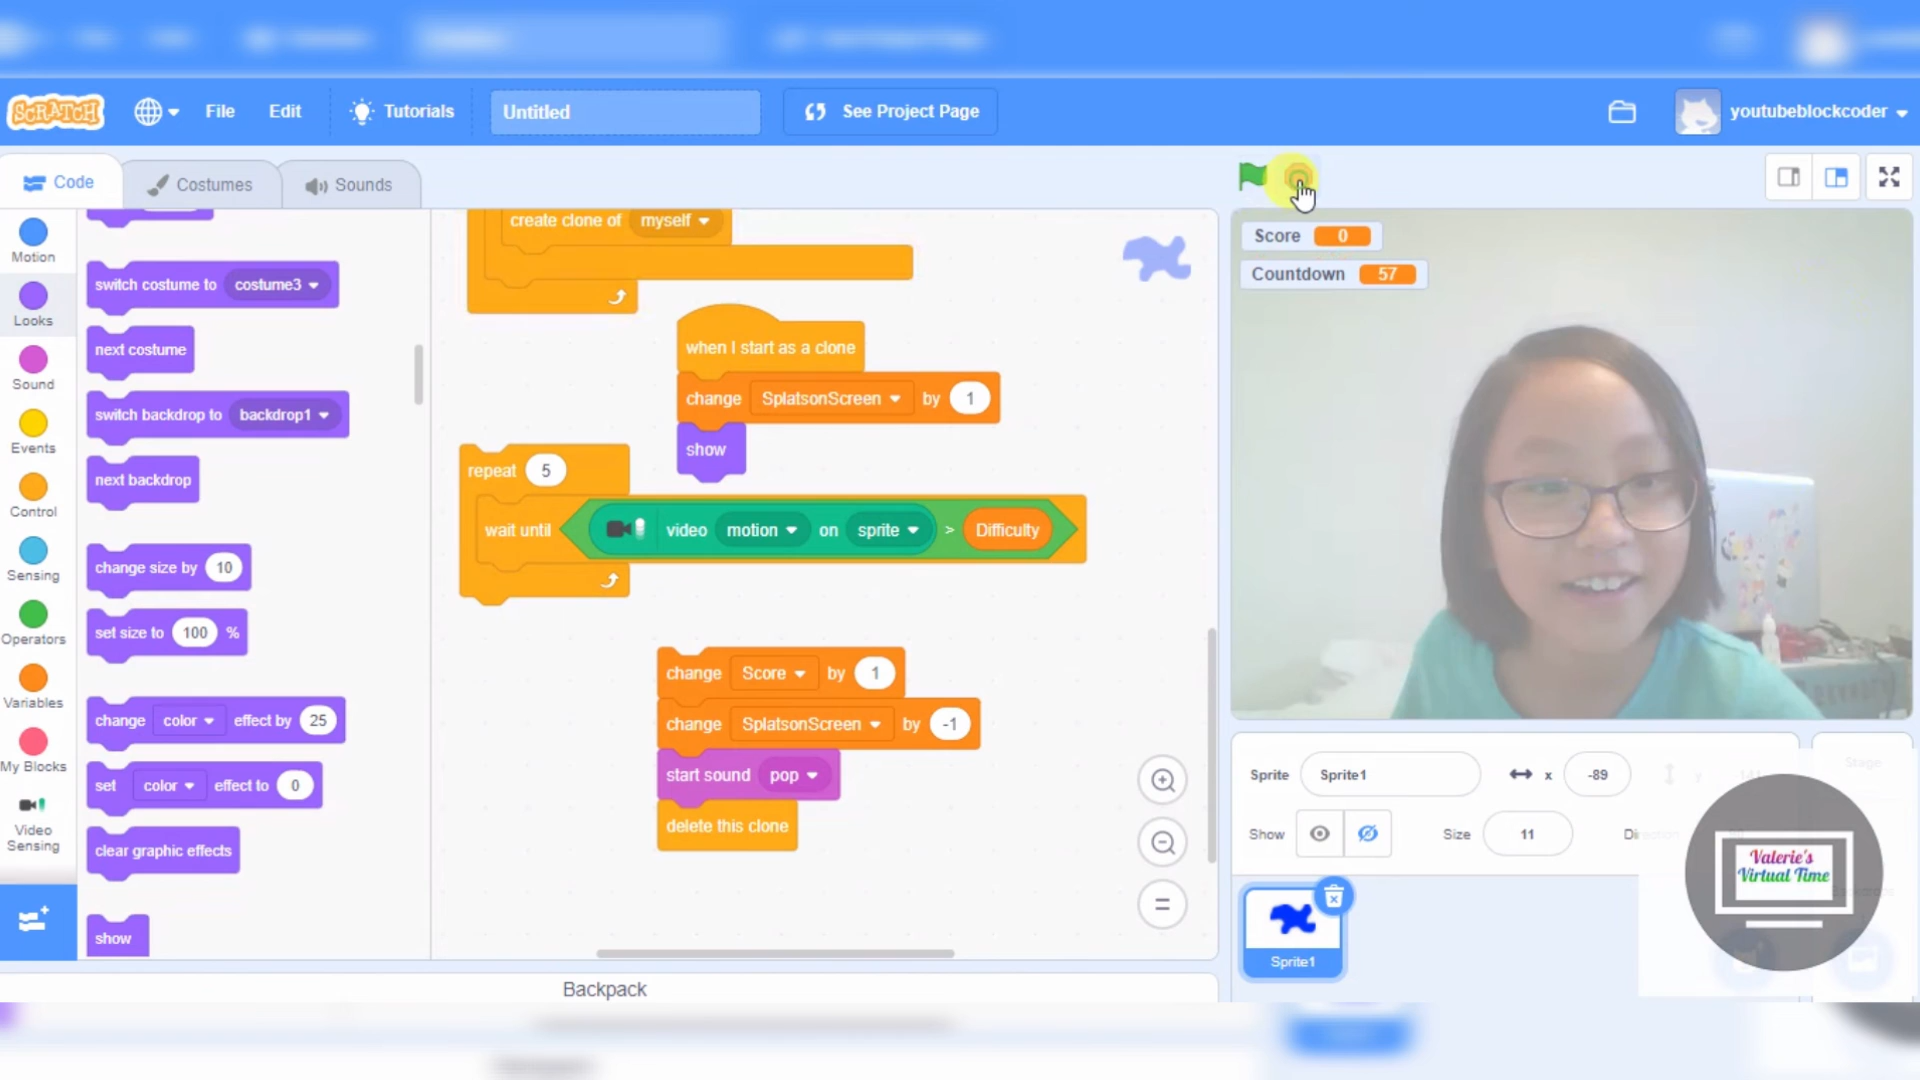 SCRATCH
File
Edit
Tutorials
Untitled
See Project Page
youtubeblockcoder
Code
Costumes
Sounds
Motion
Looks
Sound
Events
Control
Sensing
Operators
Variables
My Blocks
Video
Sensing
switch costume to costume3
next costume
switch backdrop to backdrop1
next backdrop
change size by 10
set size to 100 %
change color effect by 25
set color effect to 0
clear graphic effects
show
create clone of myself
when I start as a clone
change SplatsonScreen by 1
show
repeat 5
wait until video motion on sprite > Difficulty
change Score by 1
change SplatsonScreen by -1
start sound pop
delete this clone
Backpack
Score 0
Countdown 57
Sprite Sprite1 x -89
Show Size 11
Sprite1
Valerie's
Virtual Time